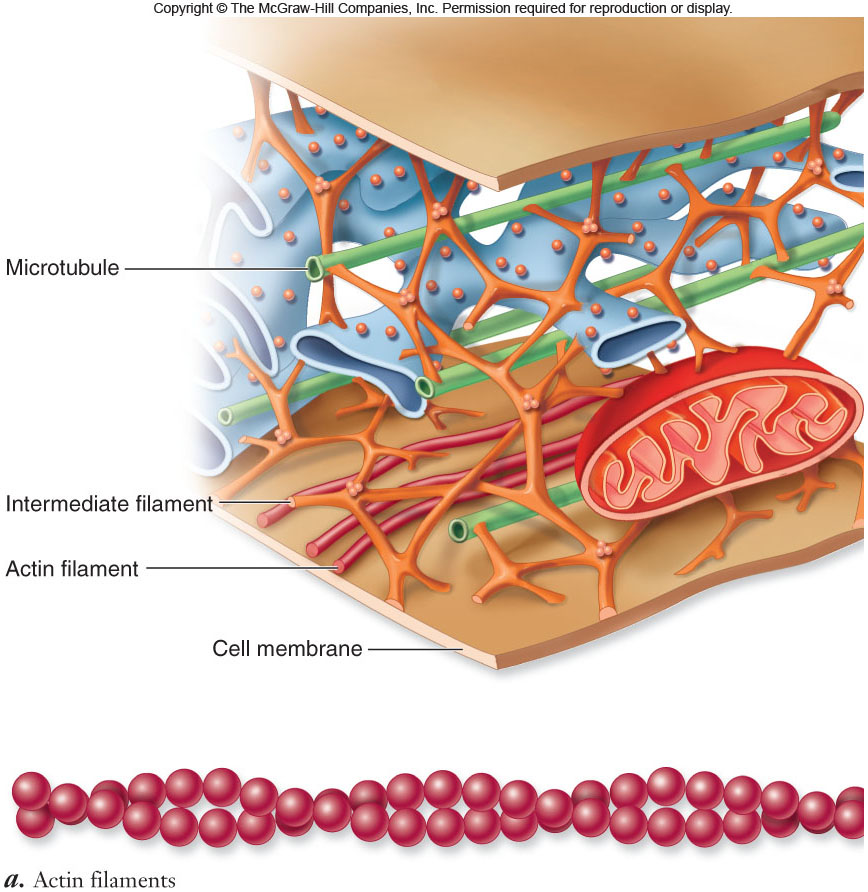 Copyright © The McGraw-Hill Companies, Inc. Permission required for reproduction or display.
Microtubule
Intermediate filament
Actin filament
Cell membrane
a. Actin filaments